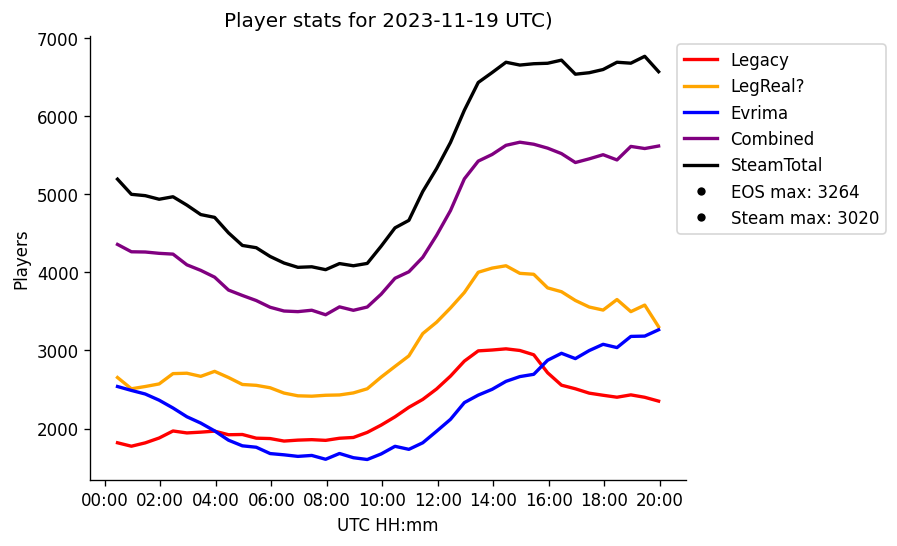 Player stats for 2023-11-19 UTC)
7000
6000
5000
4000
3000
2000
Players
00:00 02:00 04:00 06:00 08:00 10:00 12:00 14:00 16:00 18:00 20:00
UTC HH:mm
Legacy
LegReal?
Evrima
Combined
SteamTotal
EOS max: 3264
Steam max: 3020